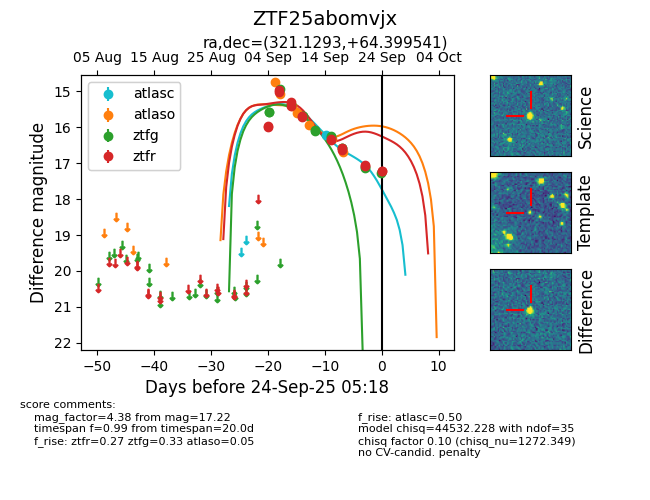 ZTF25abomvjx
ra,dec=(321.1293,+64.399541)
05 Aug 15 Aug 25 Aug 04 Sep 14 Sep 24 Sep 04 Oct
atlasc
atlaso
ztfg
ztfr
15
16
17
18
19
20
21
22
Difference magnitude
−50 −40 −30 −20 −10 0 10
Days before 24-Sep-25 05:18
Science
Template
Difference
score comments:
mag_factor=4.38 from mag=17.22
timespan f=0.99 from timespan=20.0d
f_rise: ztfr=0.27 ztfg=0.33 atlaso=0.05
f_rise: atlasc=0.50
model chisq=44532.228 with ndof=35
chisq factor 0.10 (chisq_nu=1272.349)
no CV-candid. penalty